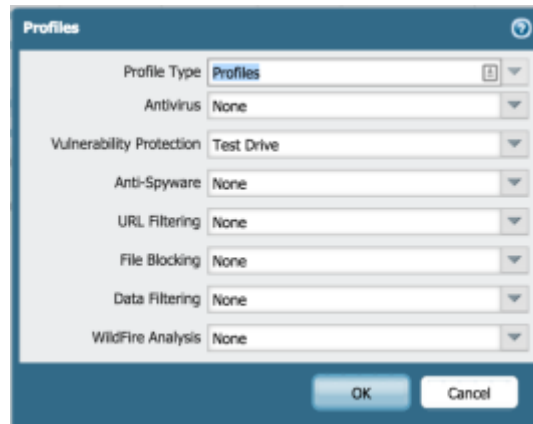 Profiles
Profile Type Profiles
Antivirus None
Vulnerability Protection Test Drive
Anti-Spyware None
URL Filtering None
File Blocking None
Data Filtering None
WildFire Analysis None
OK Cancel